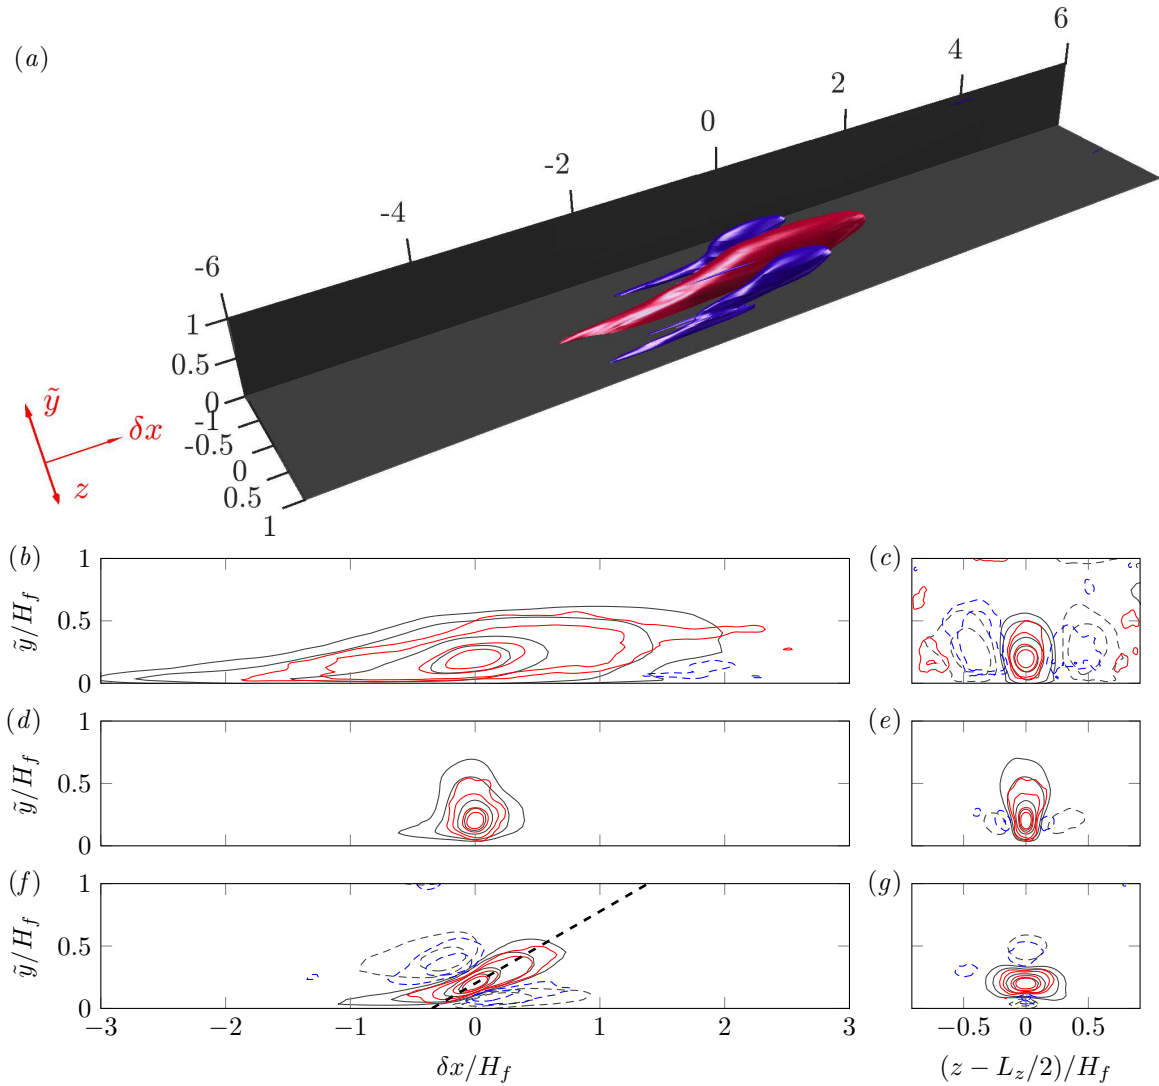 (a)
6
4
2
0
-2
-4
-6
1
0.5
0
-1
-0.5
0
0.5
1
ỹ
δx
z
(b) 1 (c)
ỹ/H_f 0.5
0
(d) 1 (e)
ỹ/H_f 0.5
0
(f) 1 (g)
ỹ/H_f 0.5
0
−3 −2 −1 0 1 2 3 −0.5 0 0.5
δx/H_f (z − L_z/2)/H_f